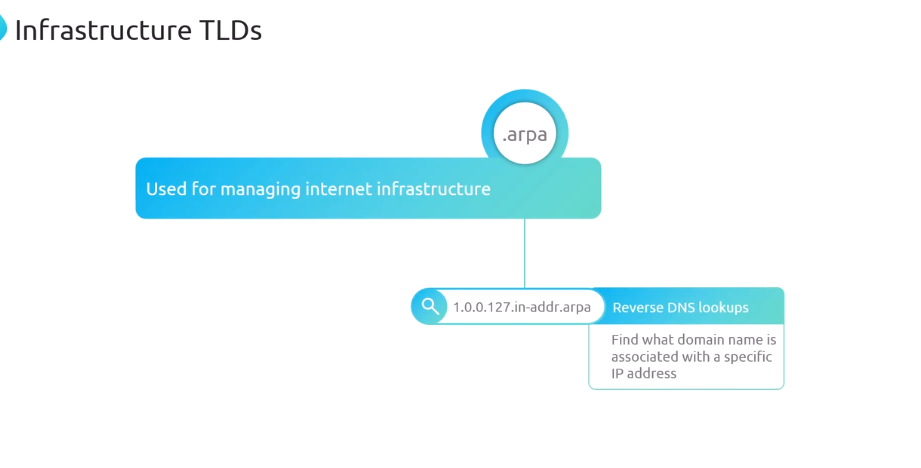 Infrastructure TLDs
.arpa
Used for managing internet infrastructure
1.0.0.127.in-addr.arpa
Reverse DNS lookups
Find what domain name is
associated with a specific
IP address